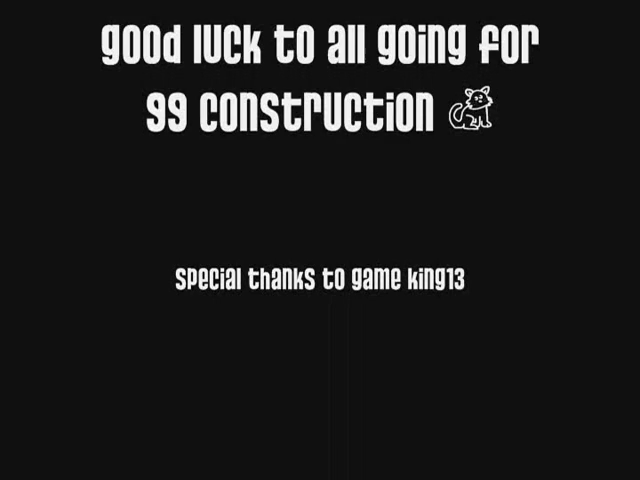 good luck to all going for
99 construction
special thanks to game king13